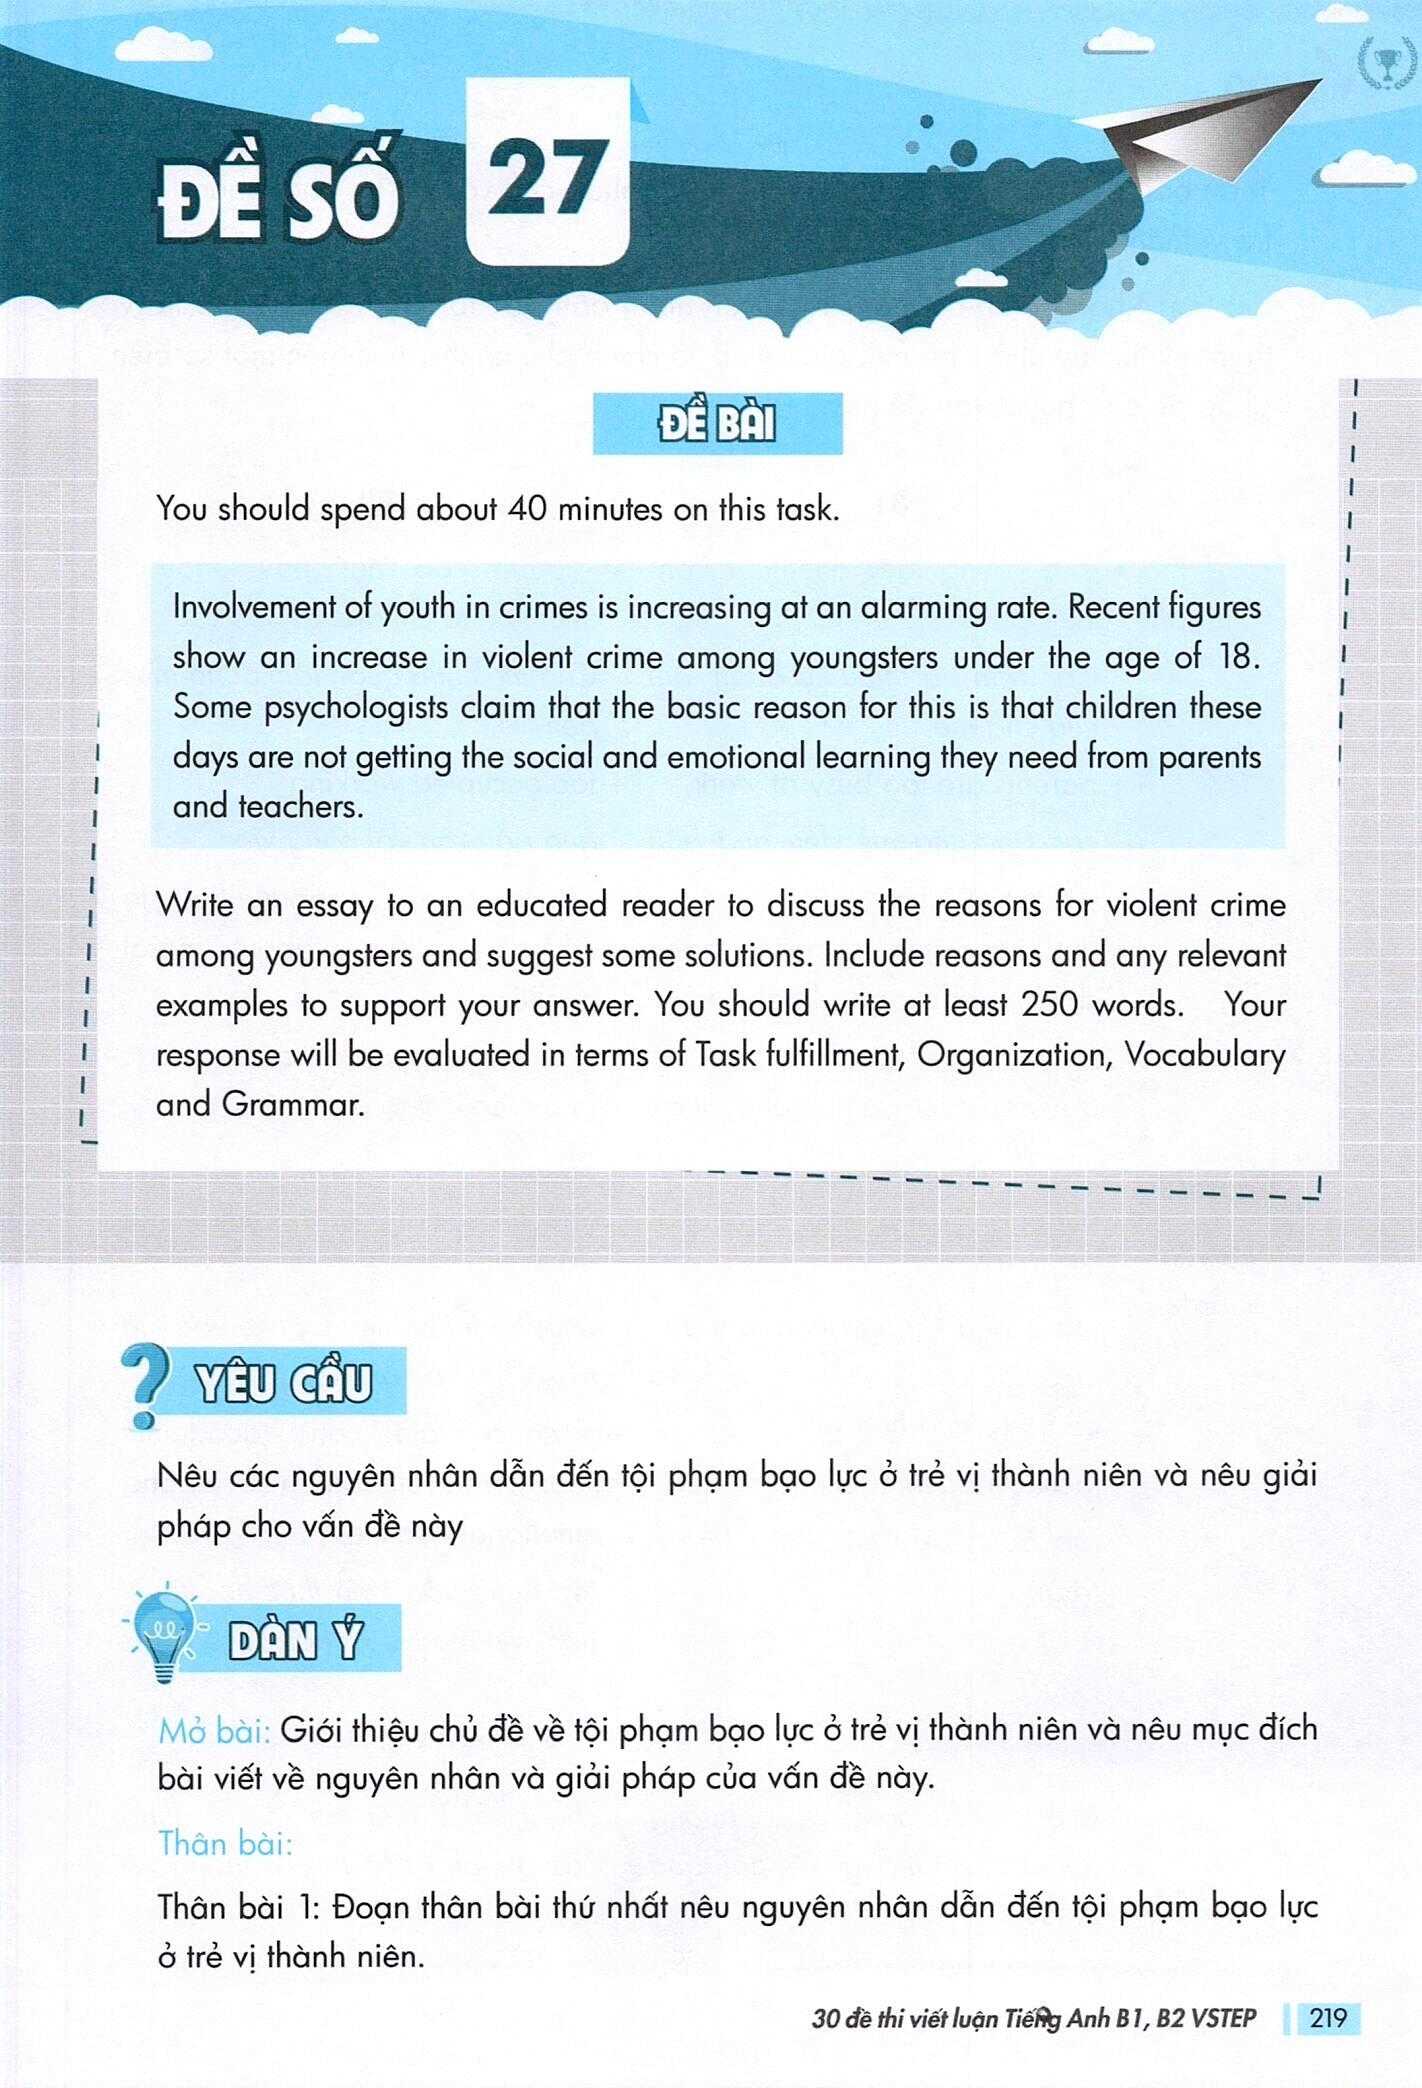 ĐỀ SỐ 27
ĐỀ BÀI
You should spend about 40 minutes on this task.
Involvement of youth in crimes is increasing at an alarming rate. Recent figures
show an increase in violent crime among youngsters under the age of 18.
Some psychologists claim that the basic reason for this is that children these
days are not getting the social and emotional learning they need from parents
and teachers.
Write an essay to an educated reader to discuss the reasons for violent crime
among youngsters and suggest some solutions. Include reasons and any relevant
examples to support your answer. You should write at least 250 words. Your
response will be evaluated in terms of Task fulfillment, Organization, Vocabulary
and Grammar.
? YÊU CẦU
Nêu các nguyên nhân dẫn đến tội phạm bạo lực ở trẻ vị thành niên và nêu giải
pháp cho vấn đề này
DÀN Ý
Mở bài: Giới thiệu chủ đề về tội phạm bạo lực ở trẻ vị thành niên và nêu mục đích
bài viết về nguyên nhân và giải pháp của vấn đề này.
Thân bài:
Thân bài 1: Đoạn thân bài thứ nhất nêu nguyên nhân dẫn đến tội phạm bạo lực
ở trẻ vị thành niên.
30 đề thi viết luận Tiếng Anh B1, B2 VSTEP 219